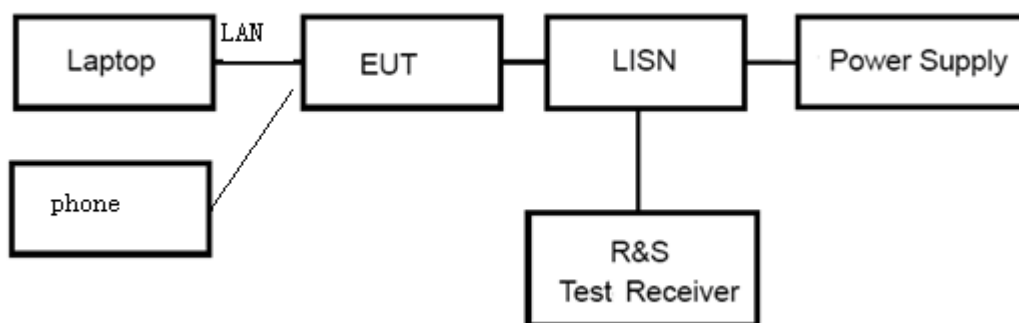 LAN
Laptop
EUT
LISN
Power Supply
phone
R&S
Test Receiver